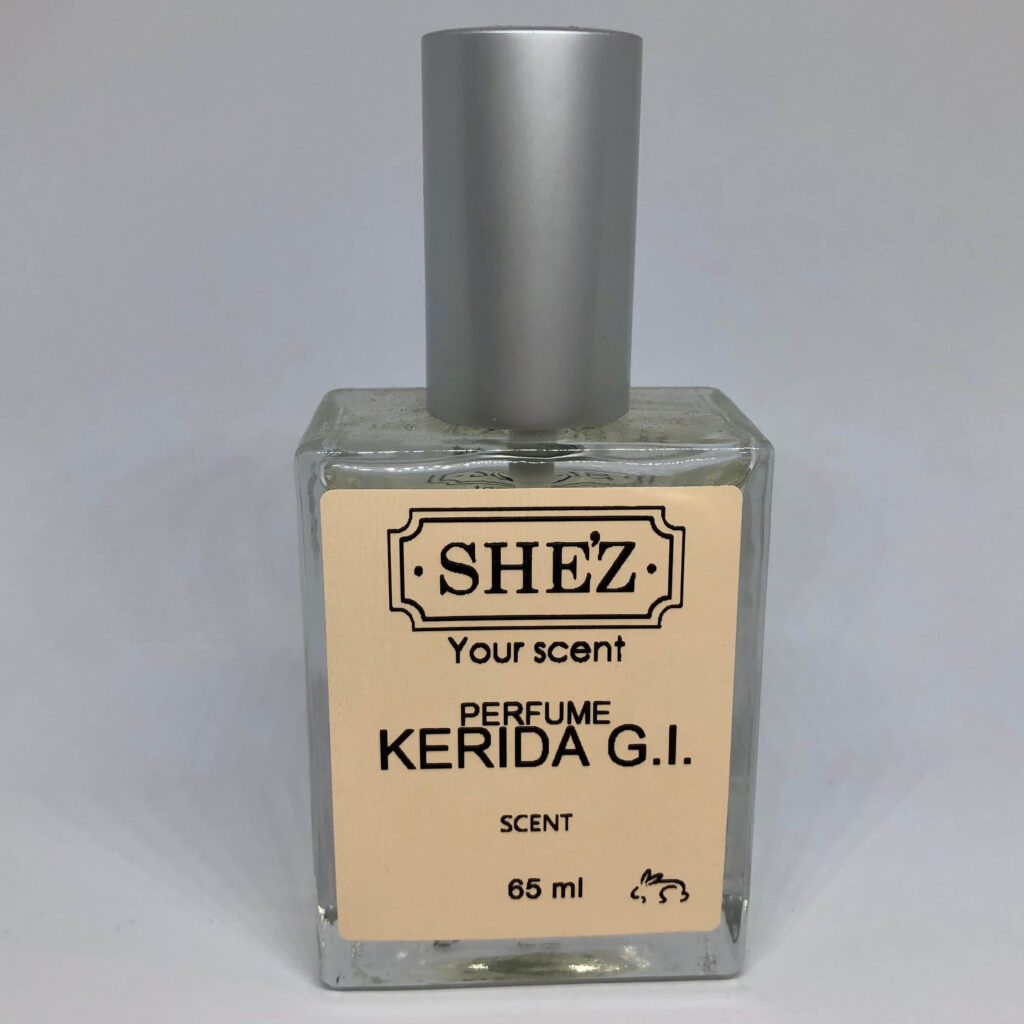 · SHE'Z ·
Your scent
PERFUME
KERIDA G.I.
SCENT
65 ml